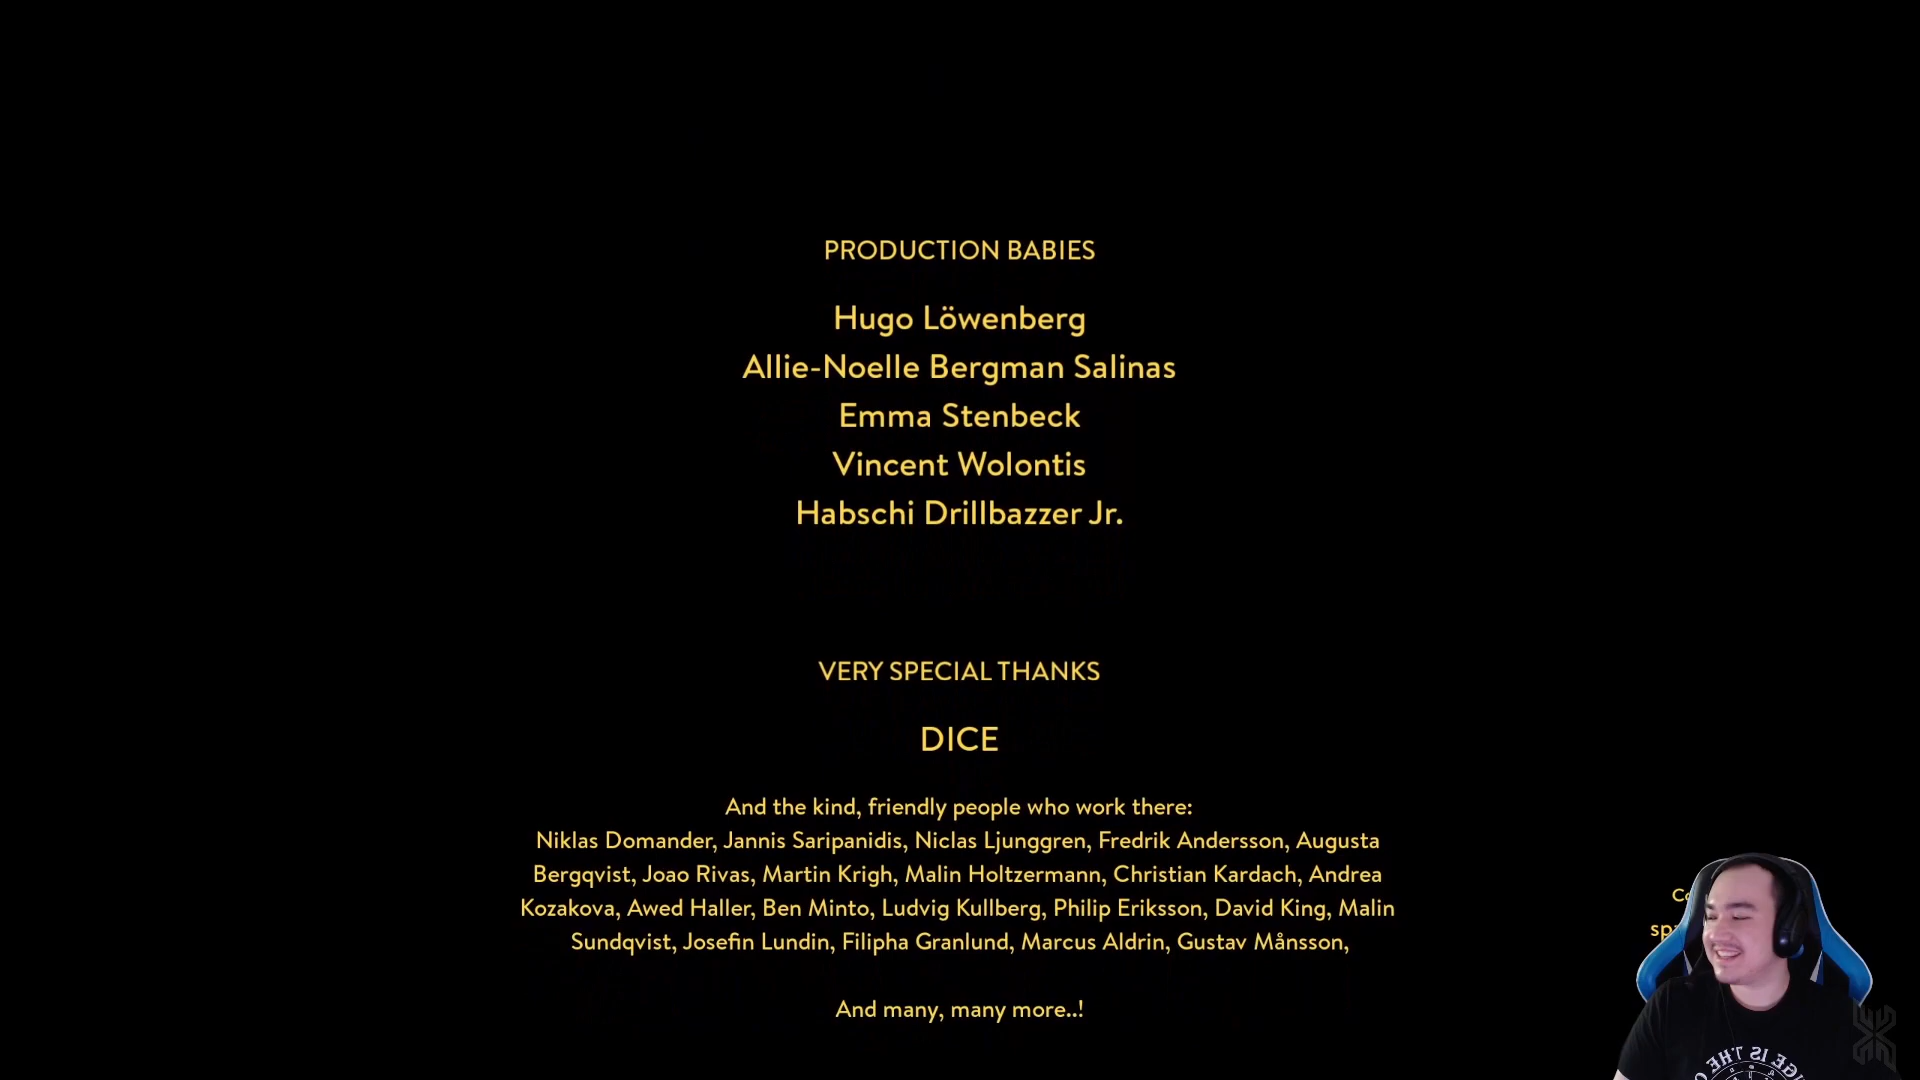 PRODUCTION BABIES
Hugo Löwenberg
Allie-Noelle Bergman Salinas
Emma Stenbeck
Vincent Wolontis
Habschi Drillbazzer Jr.
VERY SPECIAL THANKS
DICE
And the kind, friendly people who work there:
Niklas Domander, Jannis Saripanidis, Niclas Ljunggren, Fredrik Andersson, Augusta
Bergqvist, Joao Rivas, Martin Krigh, Malin Holtzermann, Christian Kardach, Andrea
Kozakova, Awed Haller, Ben Minto, Ludvig Kullberg, Philip Eriksson, David King, Malin
Sundqvist, Josefin Lundin, Filipha Granlund, Marcus Aldrin, Gustav Månsson,
And many, many more..!
IS THE